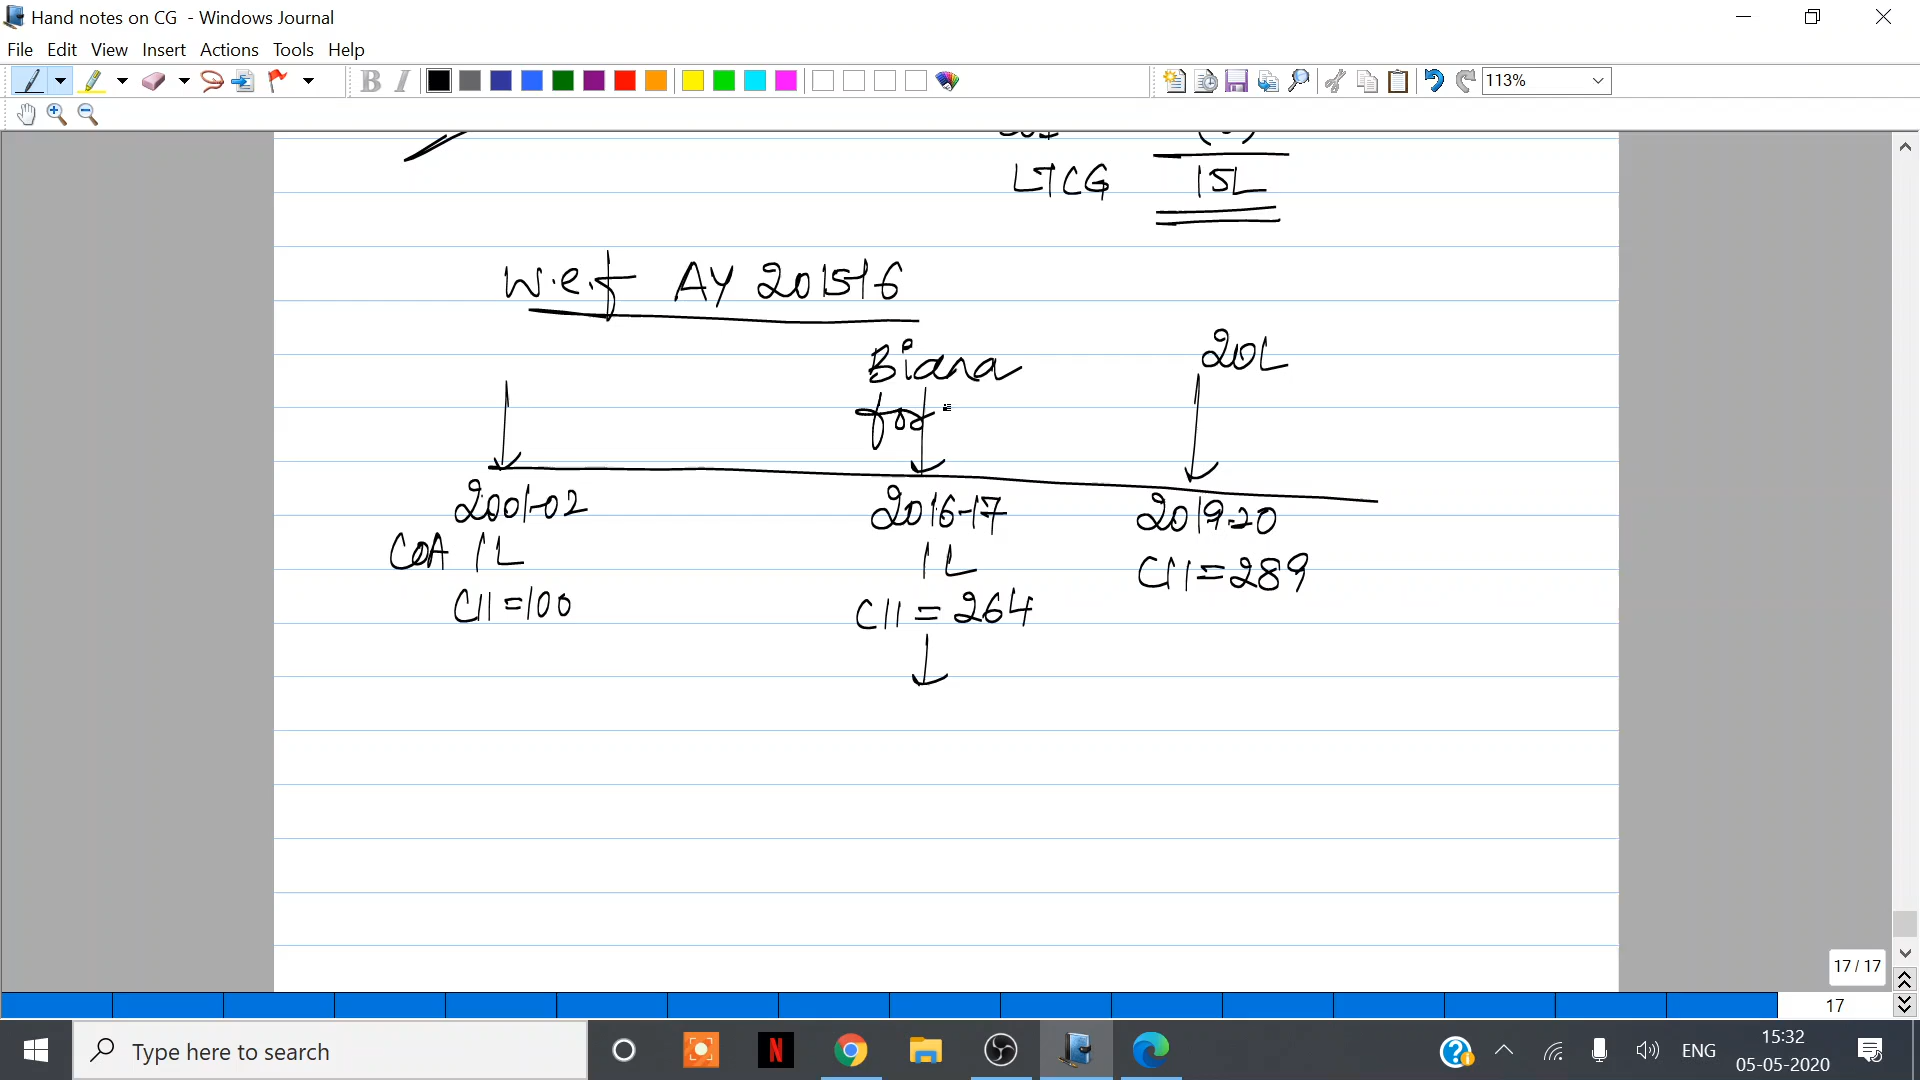 Hand notes on CG - Windows Journal
File Edit View Insert Actions Tools Help
B I
113%
LTCG 15L
W.e.f AY 201516
Biana 20L
for
2001-02 2016-17 2019-20
COA 1L 1L CII=289
CII=100 CII = 264
17 / 17
17
Type here to search
N
ENG
15:32
05-05-2020